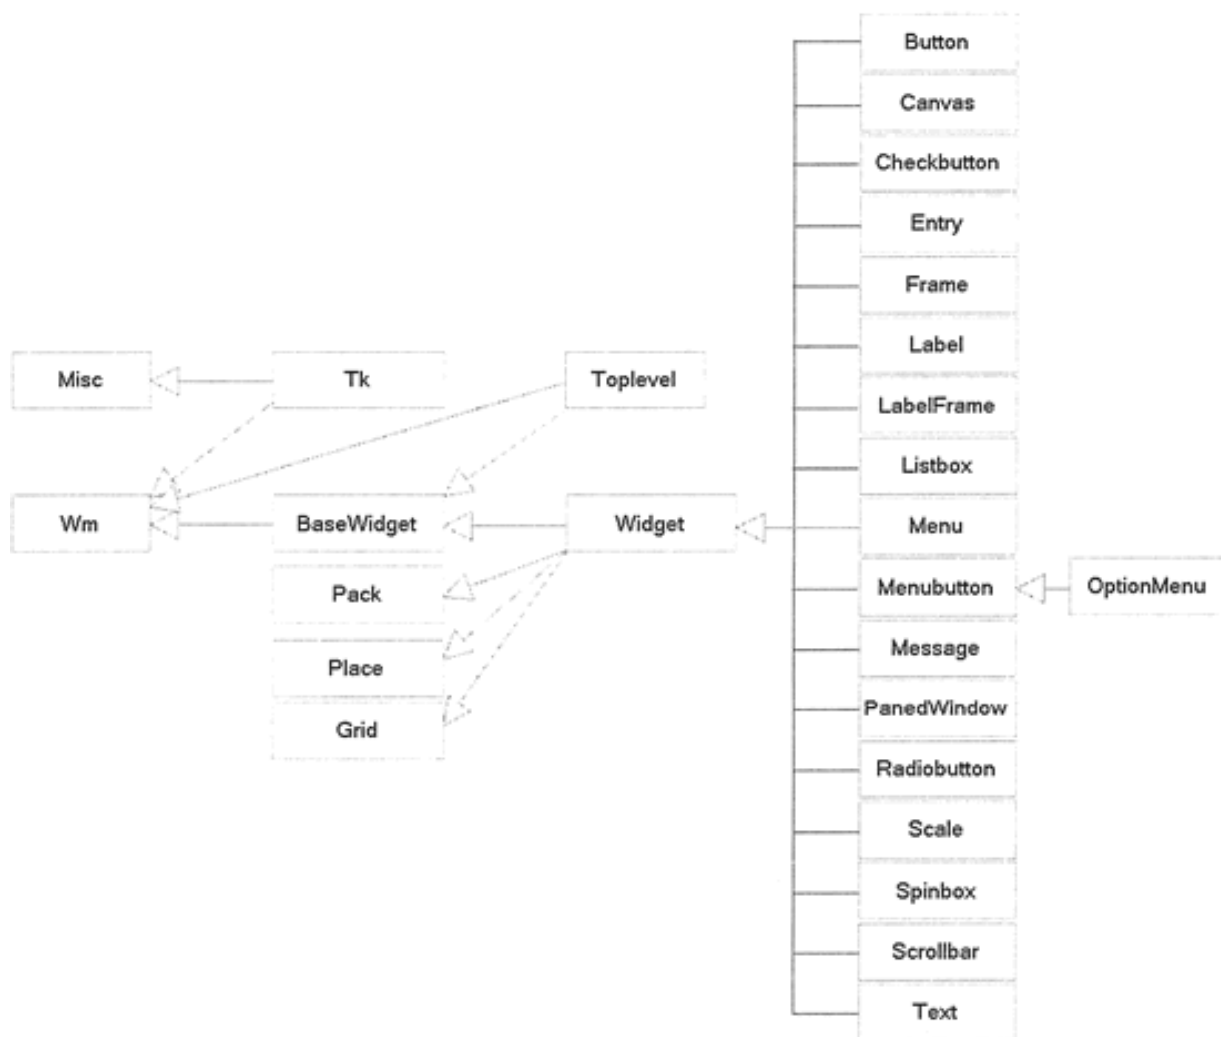 Button
Canvas
Checkbutton
Entry
Frame
Label
Misc
Tk
Toplevel
LabelFrame
Listbox
Wm
BaseWidget
Widget
Menu
Pack
Menubutton
OptionMenu
Place
Message
Grid
PanedWindow
Radiobutton
Scale
Spinbox
Scrollbar
Text